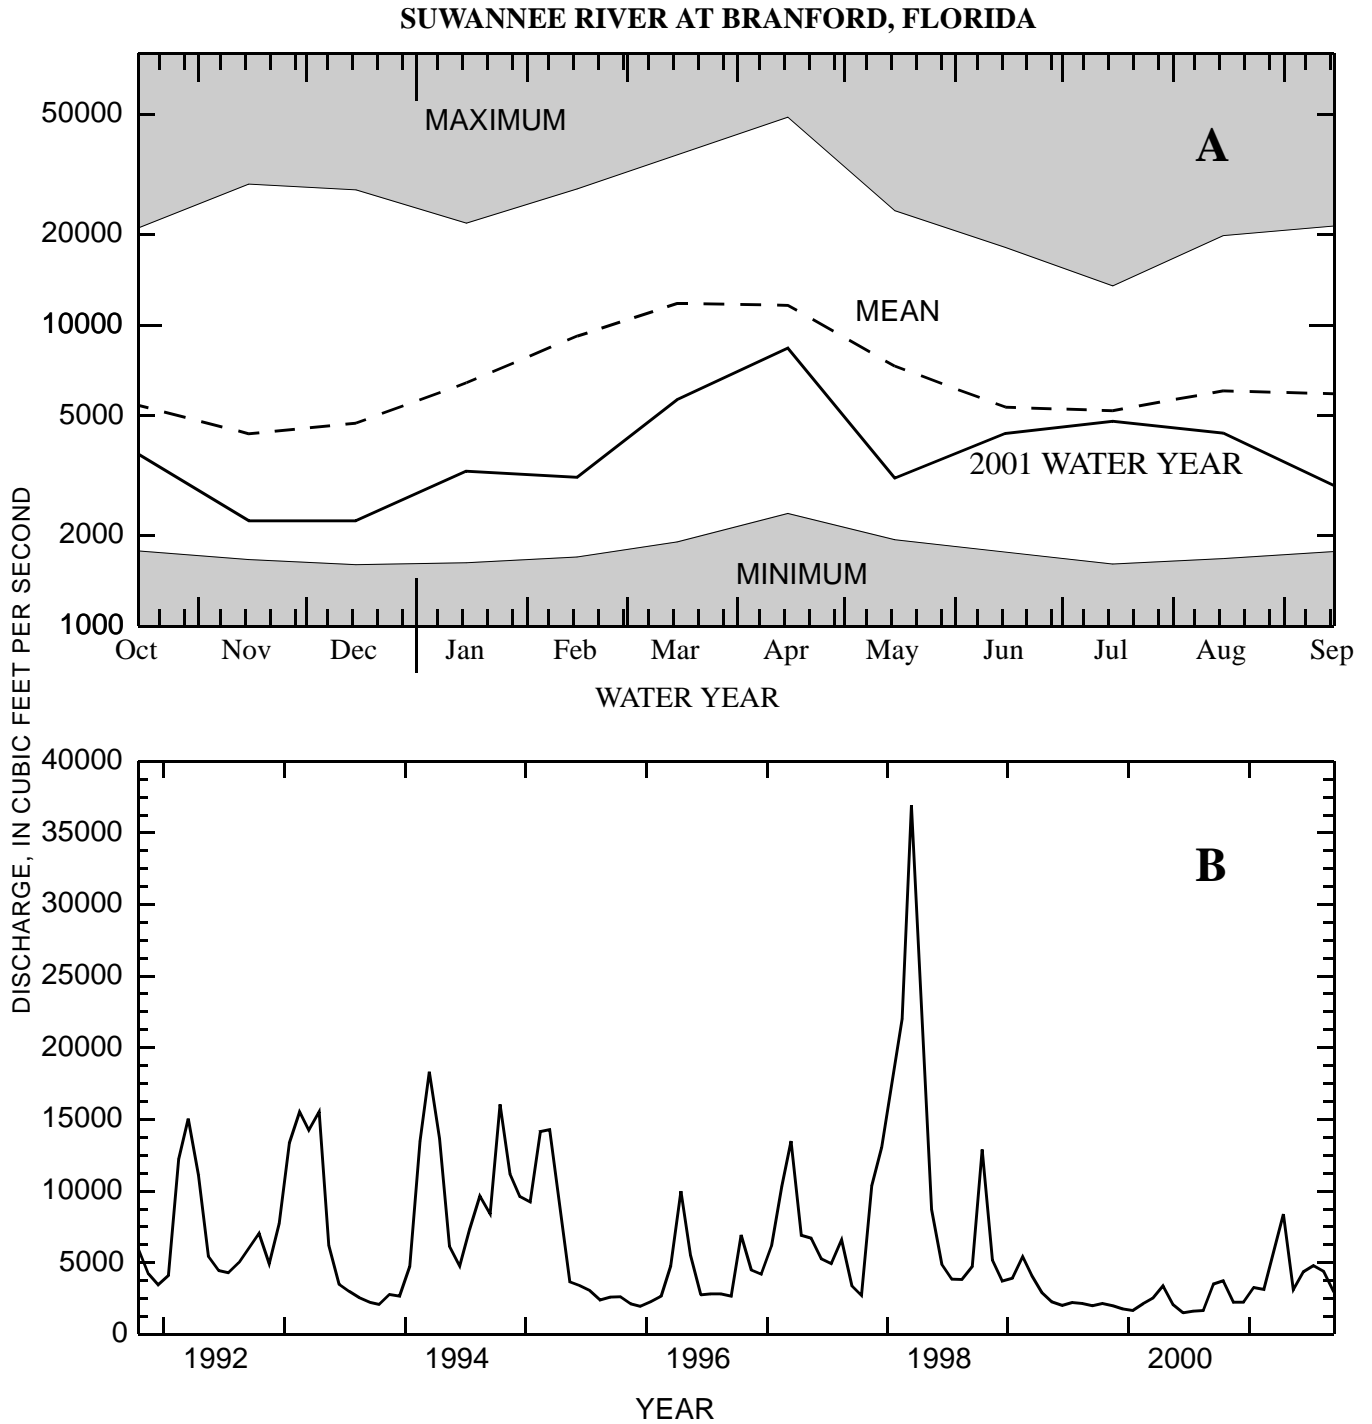 SUWANNEE RIVER AT BRANFORD, FLORIDA
50000
MAXIMUM
A
20000
10000
MEAN
5000
2001 WATER YEAR
2000
MINIMUM
1000
Oct Nov Dec Jan Feb Mar Apr May Jun Jul Aug Sep
WATER YEAR
DISCHARGE, IN CUBIC FEET PER SECOND
40000
35000
B
30000
25000
20000
15000
10000
5000
0
1992 1994 1996 1998 2000
YEAR